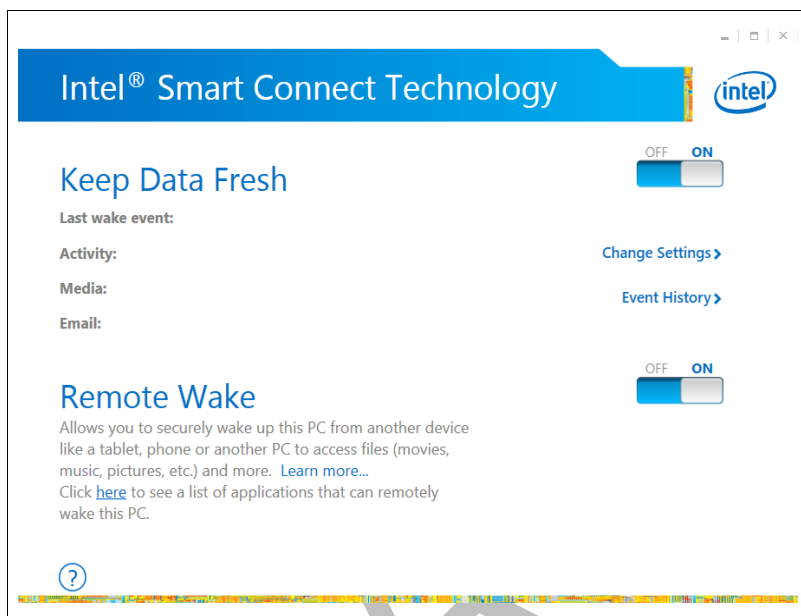 Intel® Smart Connect Technology
intel
OFF ON
Keep Data Fresh
Last wake event:
Activity:
Change Settings
Media:
Event History
Email:
OFF ON
Remote Wake
Allows you to securely wake up this PC from another device
like a tablet, phone or another PC to access files (movies,
music, pictures, etc.) and more. Learn more...
Click here to see a list of applications that can remotely
wake this PC.
?